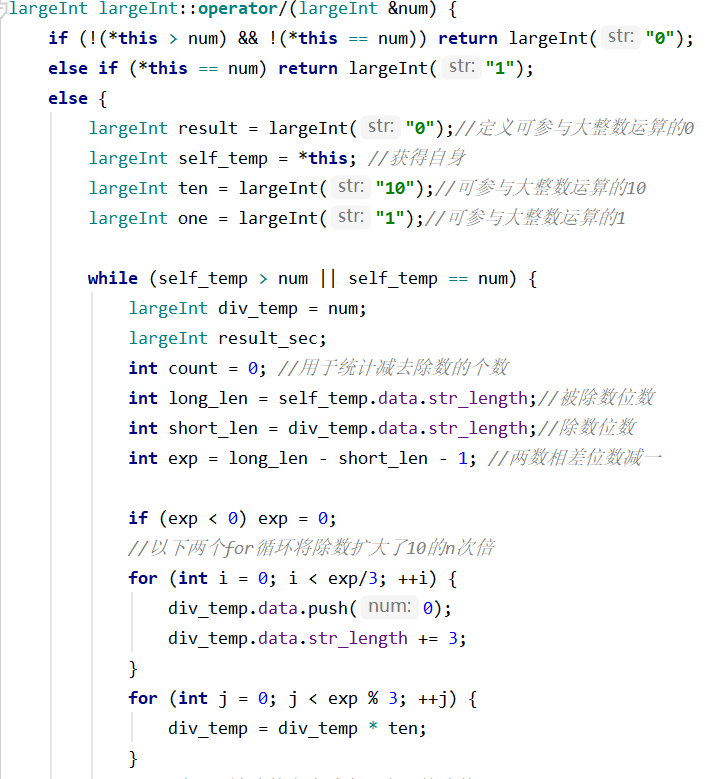 largeInt largeInt::operator/(largeInt &num) {
if (!(*this > num) && !(*this == num)) return largeInt( str: "0");
else if (*this == num) return largeInt( str: "1");
else {
largeInt result = largeInt( str: "0");//定义可参与大整数运算的0
largeInt self_temp = *this; //获得自身
largeInt ten = largeInt( str: "10");//可参与大整数运算的10
largeInt one = largeInt( str: "1");//可参与大整数运算的1
while (self_temp > num || self_temp == num) {
largeInt div_temp = num;
largeInt result_sec;
int count = 0; //用于统计减去除数的个数
int long_len = self_temp.data.str_length;//被除数位数
int short_len = div_temp.data.str_length;//除数位数
int exp = long_len - short_len - 1; //两数相差位数减一
if (exp < 0) exp = 0;
//以下两个for循环将除数扩大了10的n次倍
for (int i = 0; i < exp/3; ++i) {
div_temp.data.push( num: 0);
div_temp.data.str_length += 3;
}
for (int j = 0; j < exp % 3; ++j) {
div_temp = div_temp * ten;
}